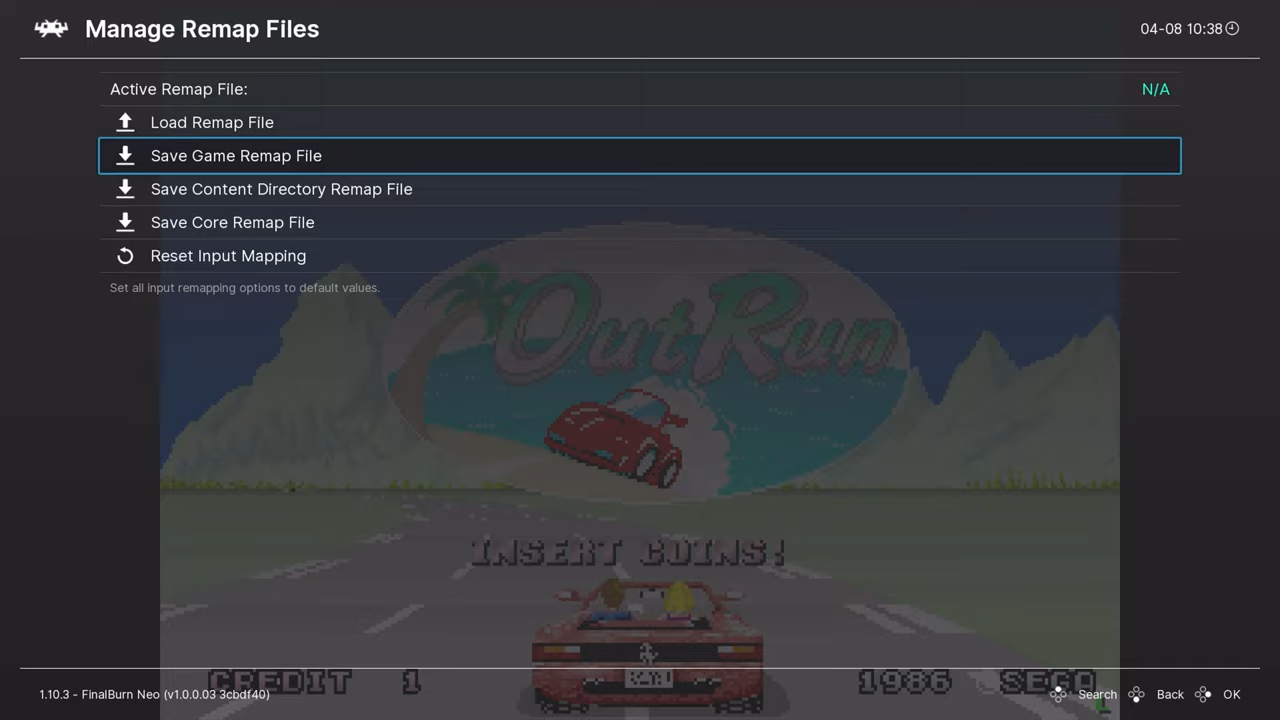 Manage Remap Files
04-08 10:38
Active Remap File: N/A
Load Remap File
Save Game Remap File
Save Content Directory Remap File
Save Core Remap File
Reset Input Mapping
Set all input remapping options to default values.
OutRun
INSERT COINS!
CREDIT 1
1986 SEGA
1.10.3 - FinalBurn Neo (v1.0.0.03 3cbdf40)
Search Back OK